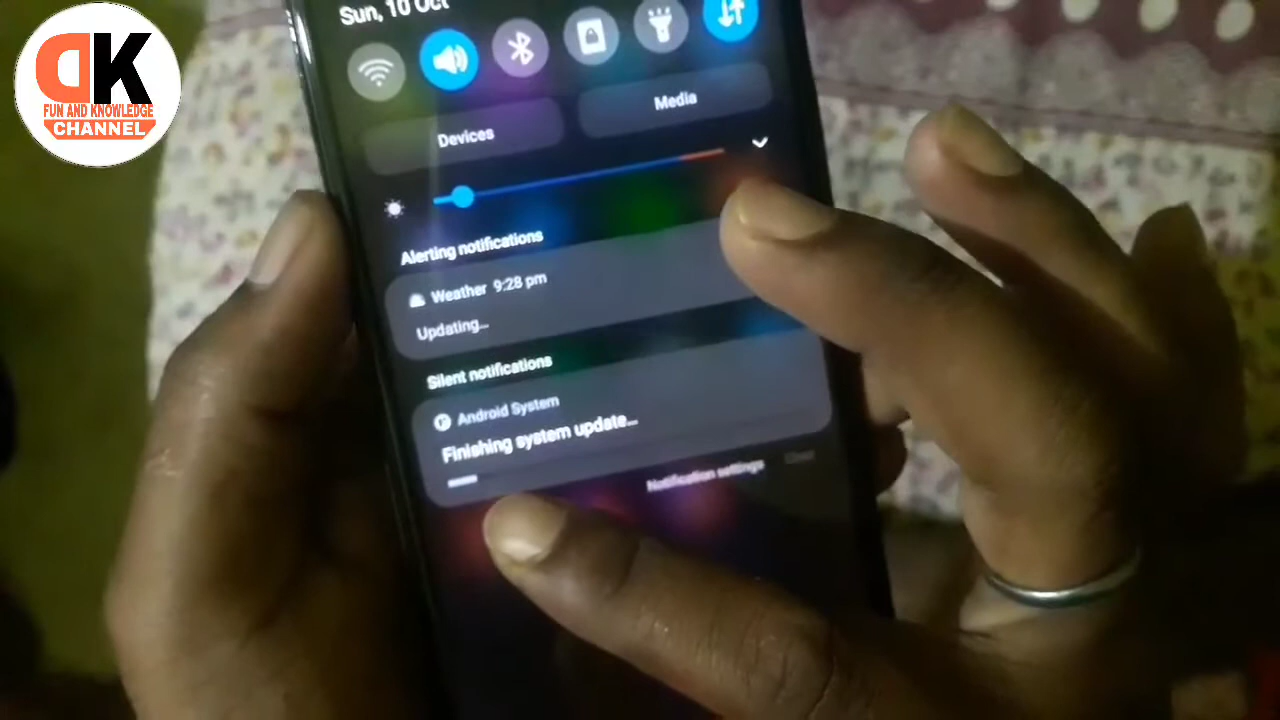 DK
FUN AND KNOWLEDGE
CHANNEL
Sun, 10 Oct
Devices
Media
Alerting notifications
Weather 9:28 pm
Updating...
Silent notifications
Android System
Finishing system update...
Notification settings
Clear